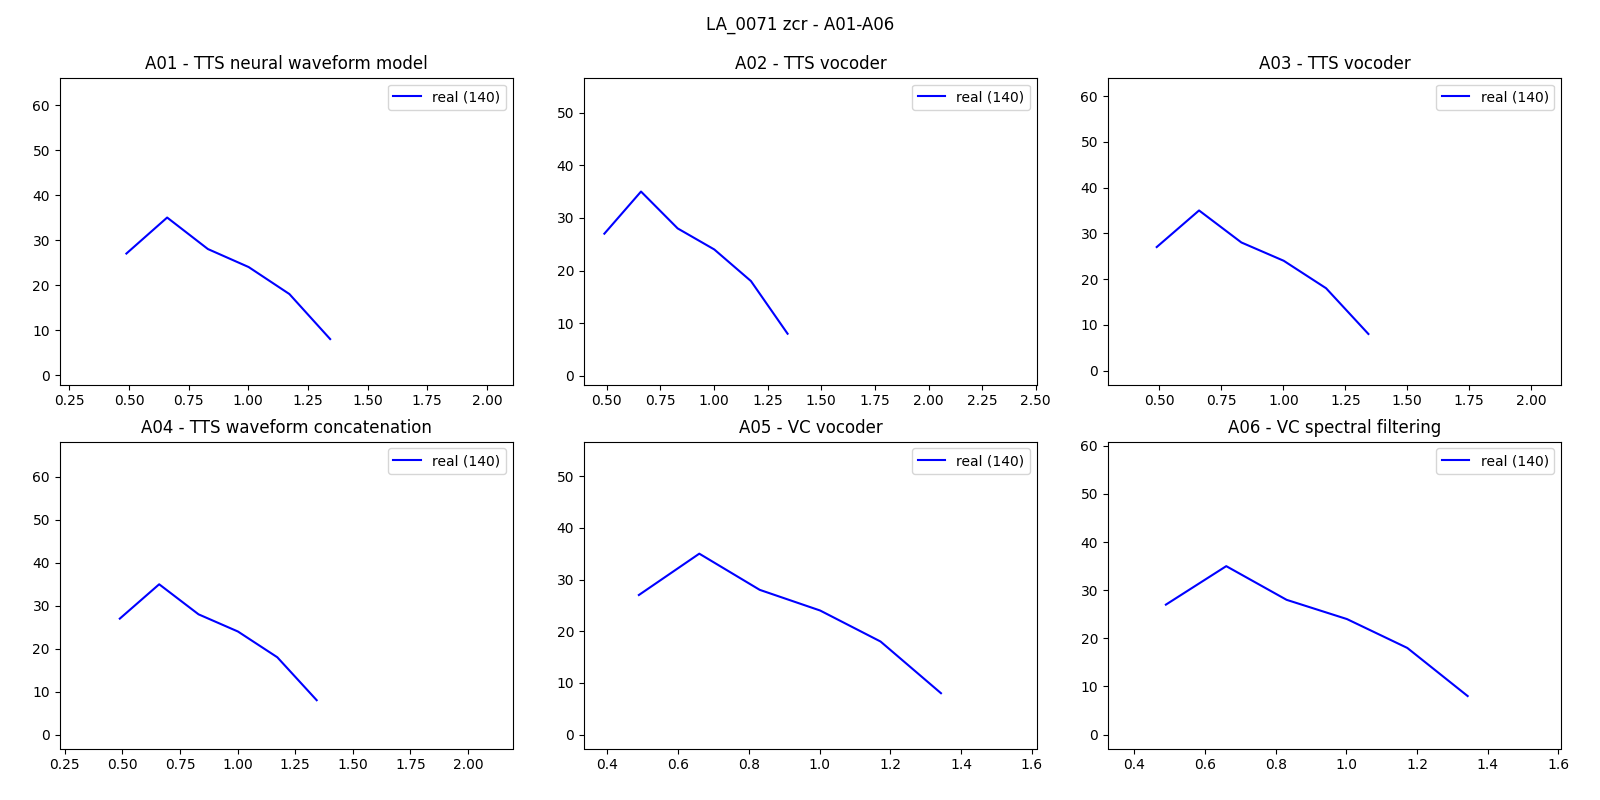 LA_0071 zcr - A01-A06
A01 - TTS neural waveform model
real (140)
60
50
40
30
20
10
0
0.25 0.50 0.75 1.00 1.25 1.50 1.75 2.00
A02 - TTS vocoder
real (140)
50
40
30
20
10
0
0.50 0.75 1.00 1.25 1.50 1.75 2.00 2.25 2.50
A03 - TTS vocoder
real (140)
60
50
40
30
20
10
0
0.50 0.75 1.00 1.25 1.50 1.75 2.00
A04 - TTS waveform concatenation
real (140)
60
50
40
30
20
10
0
0.25 0.50 0.75 1.00 1.25 1.50 1.75 2.00
A05 - VC vocoder
real (140)
50
40
30
20
10
0
0.4 0.6 0.8 1.0 1.2 1.4 1.6
A06 - VC spectral filtering
real (140)
60
50
40
30
20
10
0
0.4 0.6 0.8 1.0 1.2 1.4 1.6